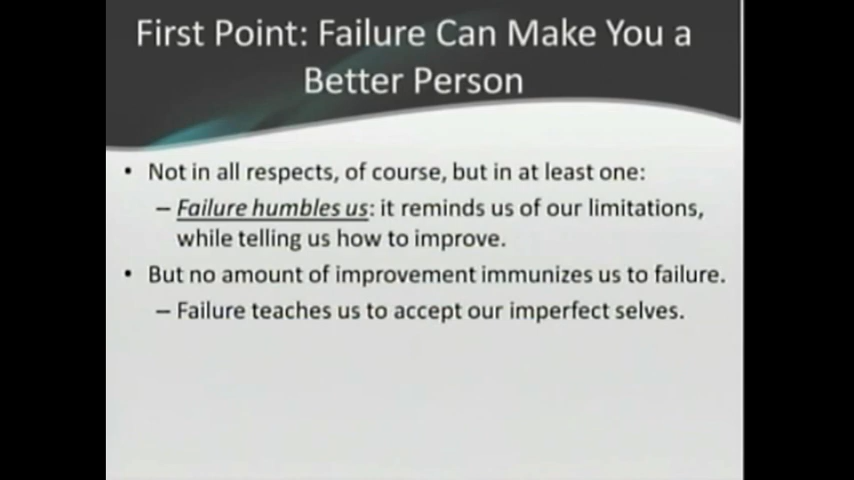 First Point: Failure Can Make You a
Better Person
• Not in all respects, of course, but in at least one:
– Failure humbles us: it reminds us of our limitations,
while telling us how to improve.
• But no amount of improvement immunizes us to failure.
– Failure teaches us to accept our imperfect selves.